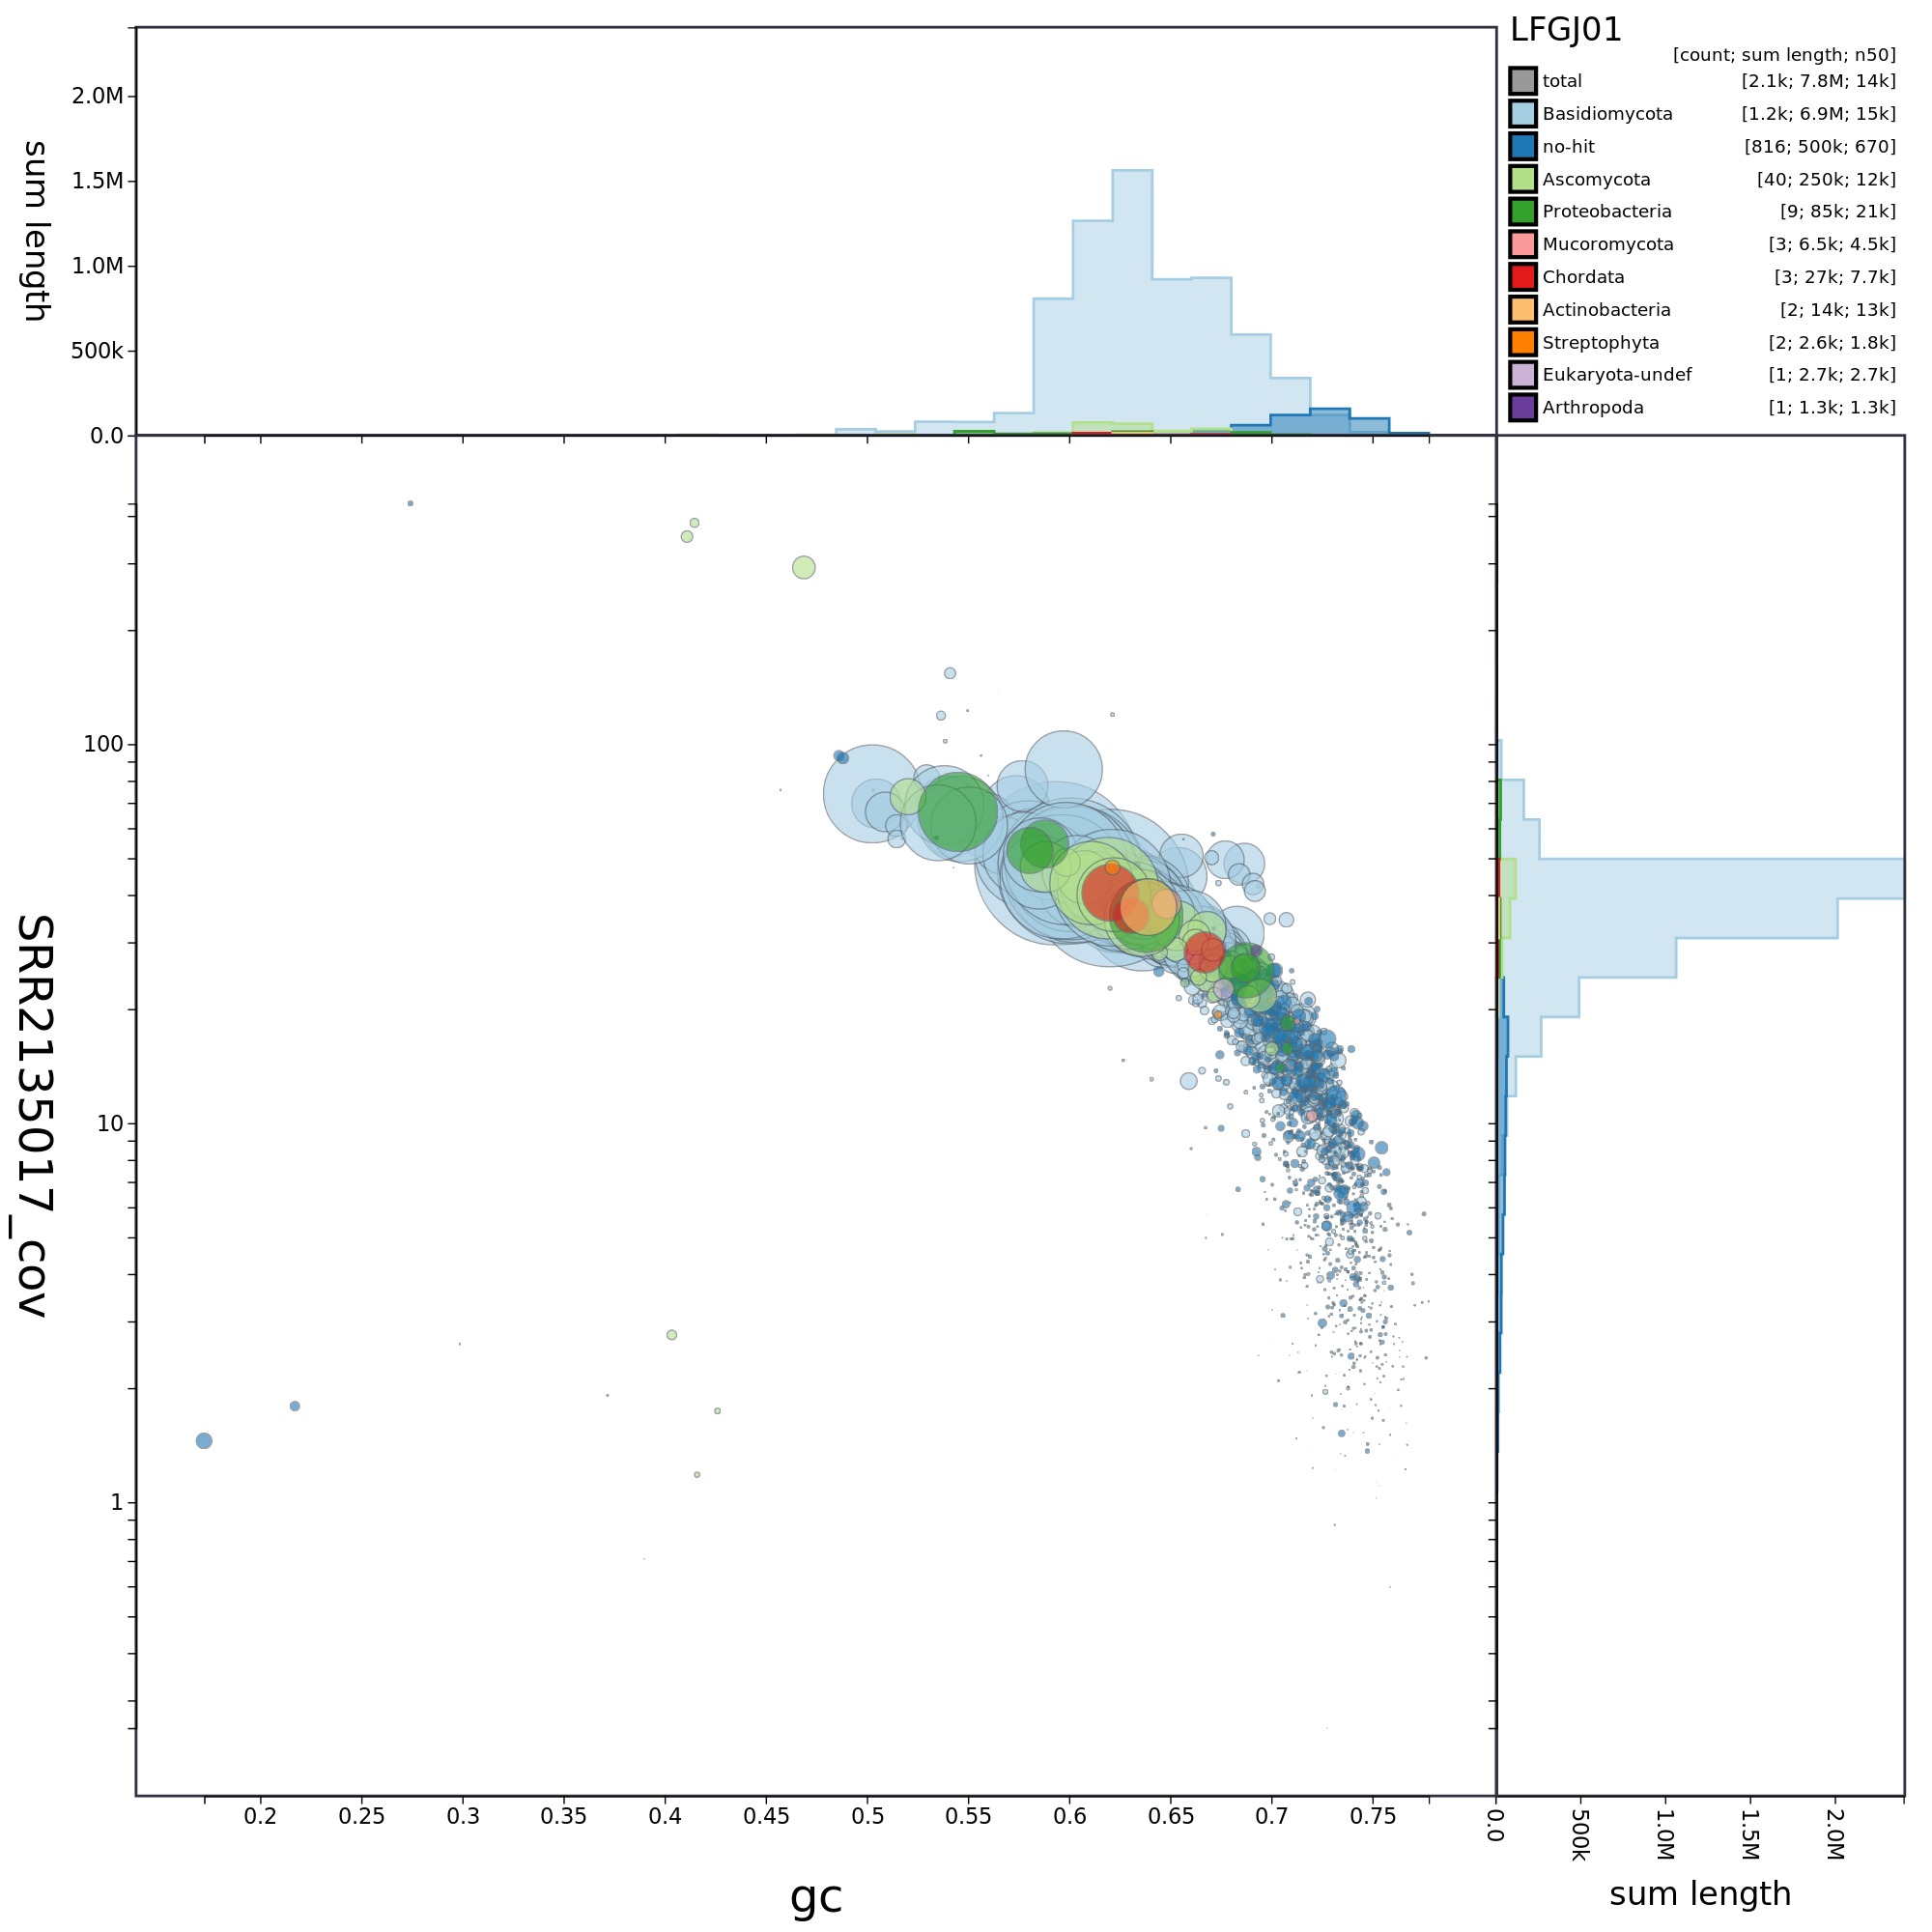 LFGJ01
[count; sum length; n50]
total [2.1k; 7.8M; 14k]
Basidiomycota [1.2k; 6.9M; 15k]
no-hit [816; 500k; 670]
Ascomycota [40; 250k; 12k]
Proteobacteria [9; 85k; 21k]
Mucoromycota [3; 6.5k; 4.5k]
Chordata [3; 27k; 7.7k]
Actinobacteria [2; 14k; 13k]
Streptophyta [2; 2.6k; 1.8k]
Eukaryota-undef [1; 2.7k; 2.7k]
Arthropoda [1; 1.3k; 1.3k]
sum length
2.0M
1.5M
1.0M
500k
0.0
SRR2135017_cov
100
10
1
0.2 0.25 0.3 0.35 0.4 0.45 0.5 0.55 0.6 0.65 0.7 0.75
gc
0.0 500k 1.0M 1.5M 2.0M
sum length